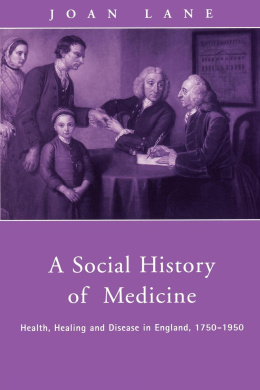 JOAN LANE
A Social History
of Medicine
Health, Healing and Disease in England, 1750–1950